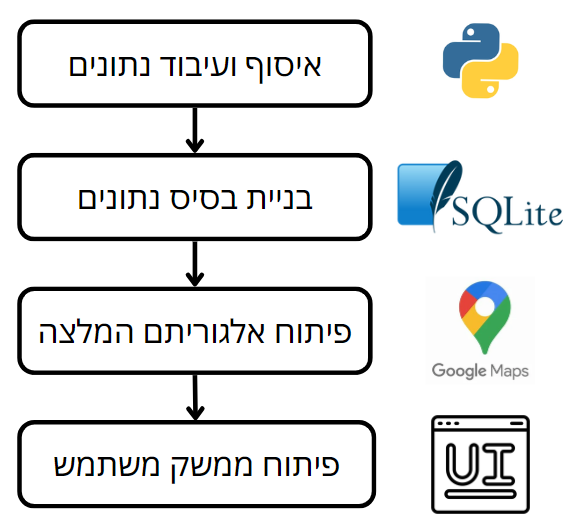 איסוף ועיבוד נתונים
בניית בסיס נתונים
SQLite
פיתוח אלגוריתם המלצה
Google Maps
פיתוח ממשק משתמש
UI